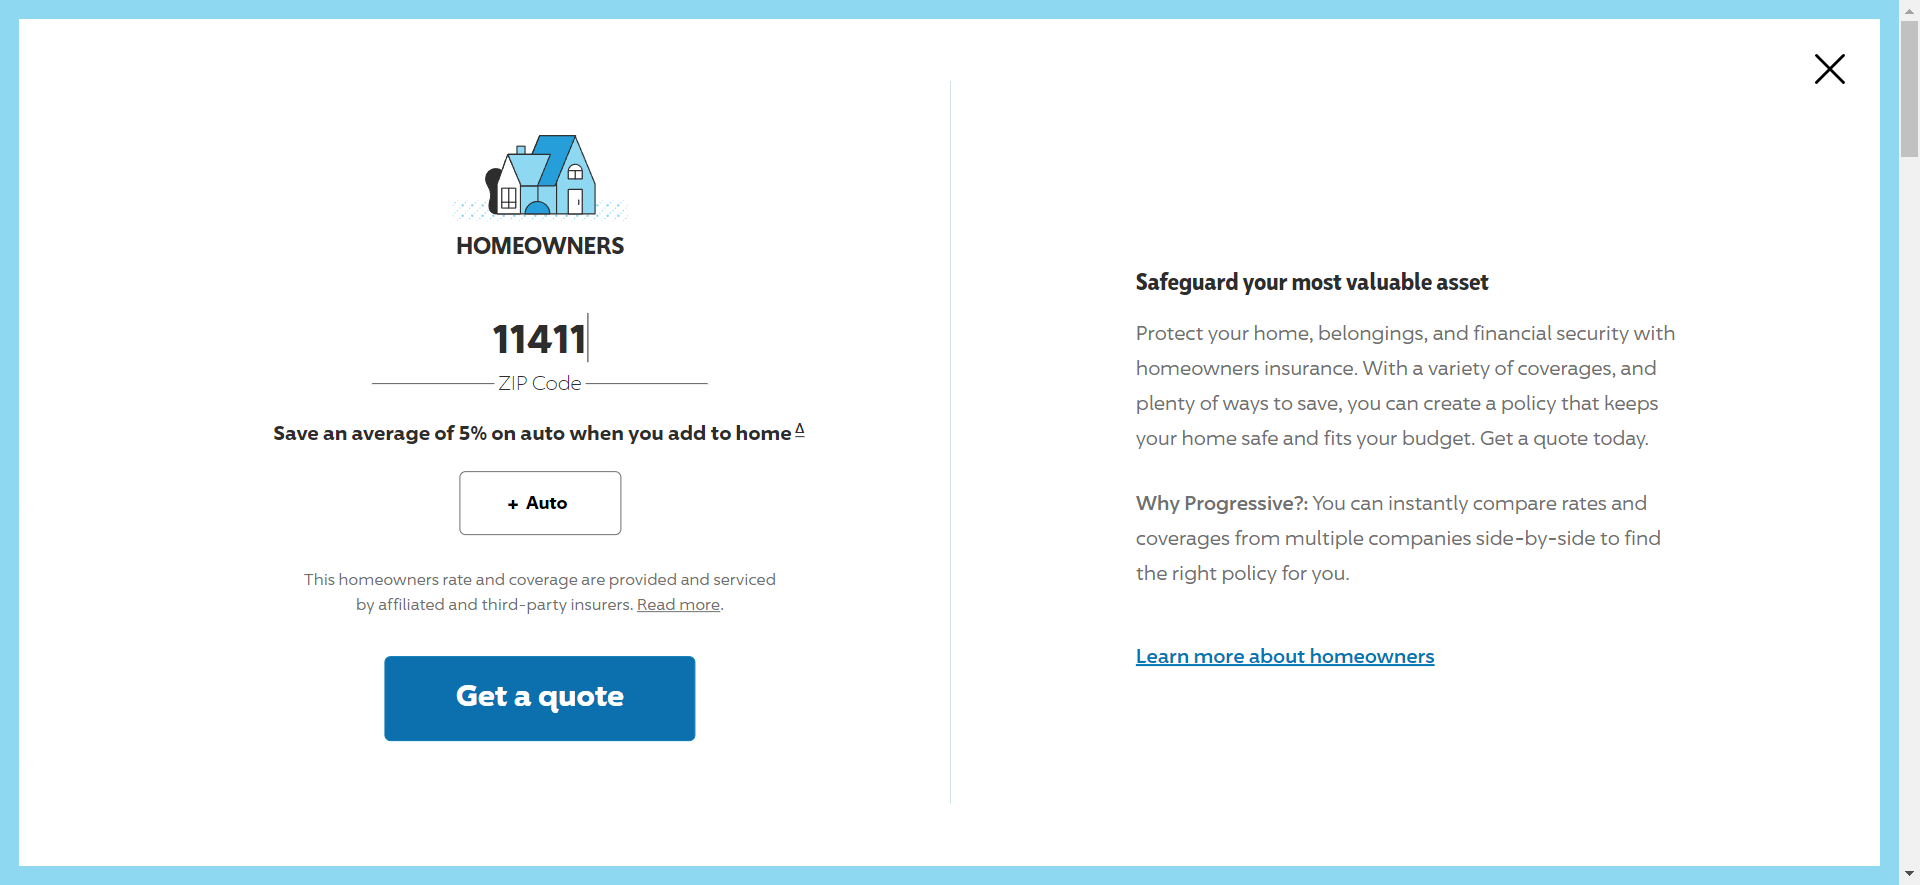 HOMEOWNERS
11411
ZIP Code
Save an average of 5% on auto when you add to home Δ
+ Auto
This homeowners rate and coverage are provided and serviced
by affiliated and third-party insurers. Read more.
Get a quote
Safeguard your most valuable asset
Protect your home, belongings, and financial security with
homeowners insurance. With a variety of coverages, and
plenty of ways to save, you can create a policy that keeps
your home safe and fits your budget. Get a quote today.
Why Progressive?: You can instantly compare rates and
coverages from multiple companies side-by-side to find
the right policy for you.
Learn more about homeowners